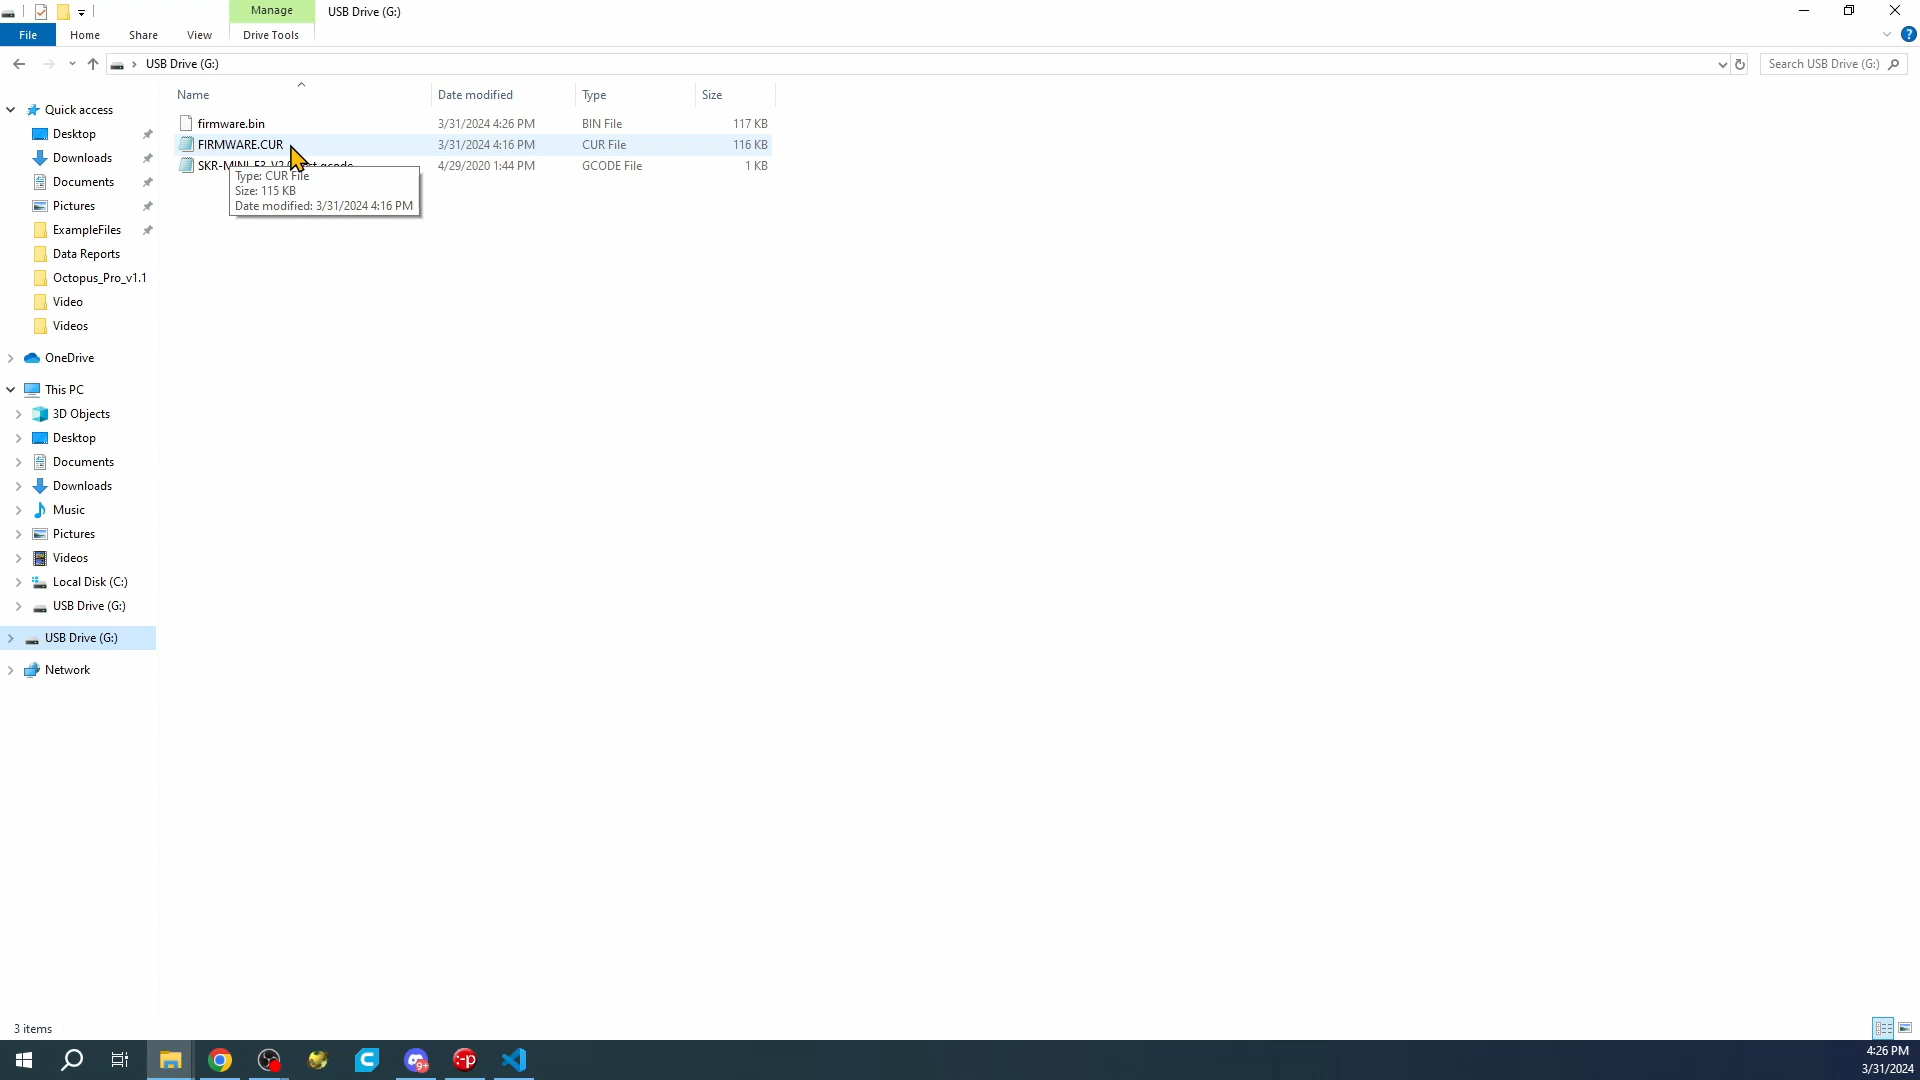 Manage
USB Drive (G:)
File
Home
Share
View
Drive Tools
?
USB Drive (G:)
Search USB Drive (G:)
Name
Date modified
Type
Size
firmware.bin
3/31/2024 4:26 PM
BIN File
117 KB
FIRMWARE.CUR
3/31/2024 4:16 PM
CUR File
116 KB
4/29/2020 1:44 PM
GCODE File
1 KB
Type: CUR File
Size: 115 KB
Date modified: 3/31/2024 4:16 PM
Quick access
Desktop
Downloads
Documents
Pictures
ExampleFiles
Data Reports
Octopus_Pro_v1.1
Video
Videos
OneDrive
This PC
3D Objects
Desktop
Documents
Downloads
Music
Pictures
Videos
Local Disk (C:)
USB Drive (G:)
USB Drive (G:)
Network
3 items
9+
:-p
4:26 PM
3/31/2024